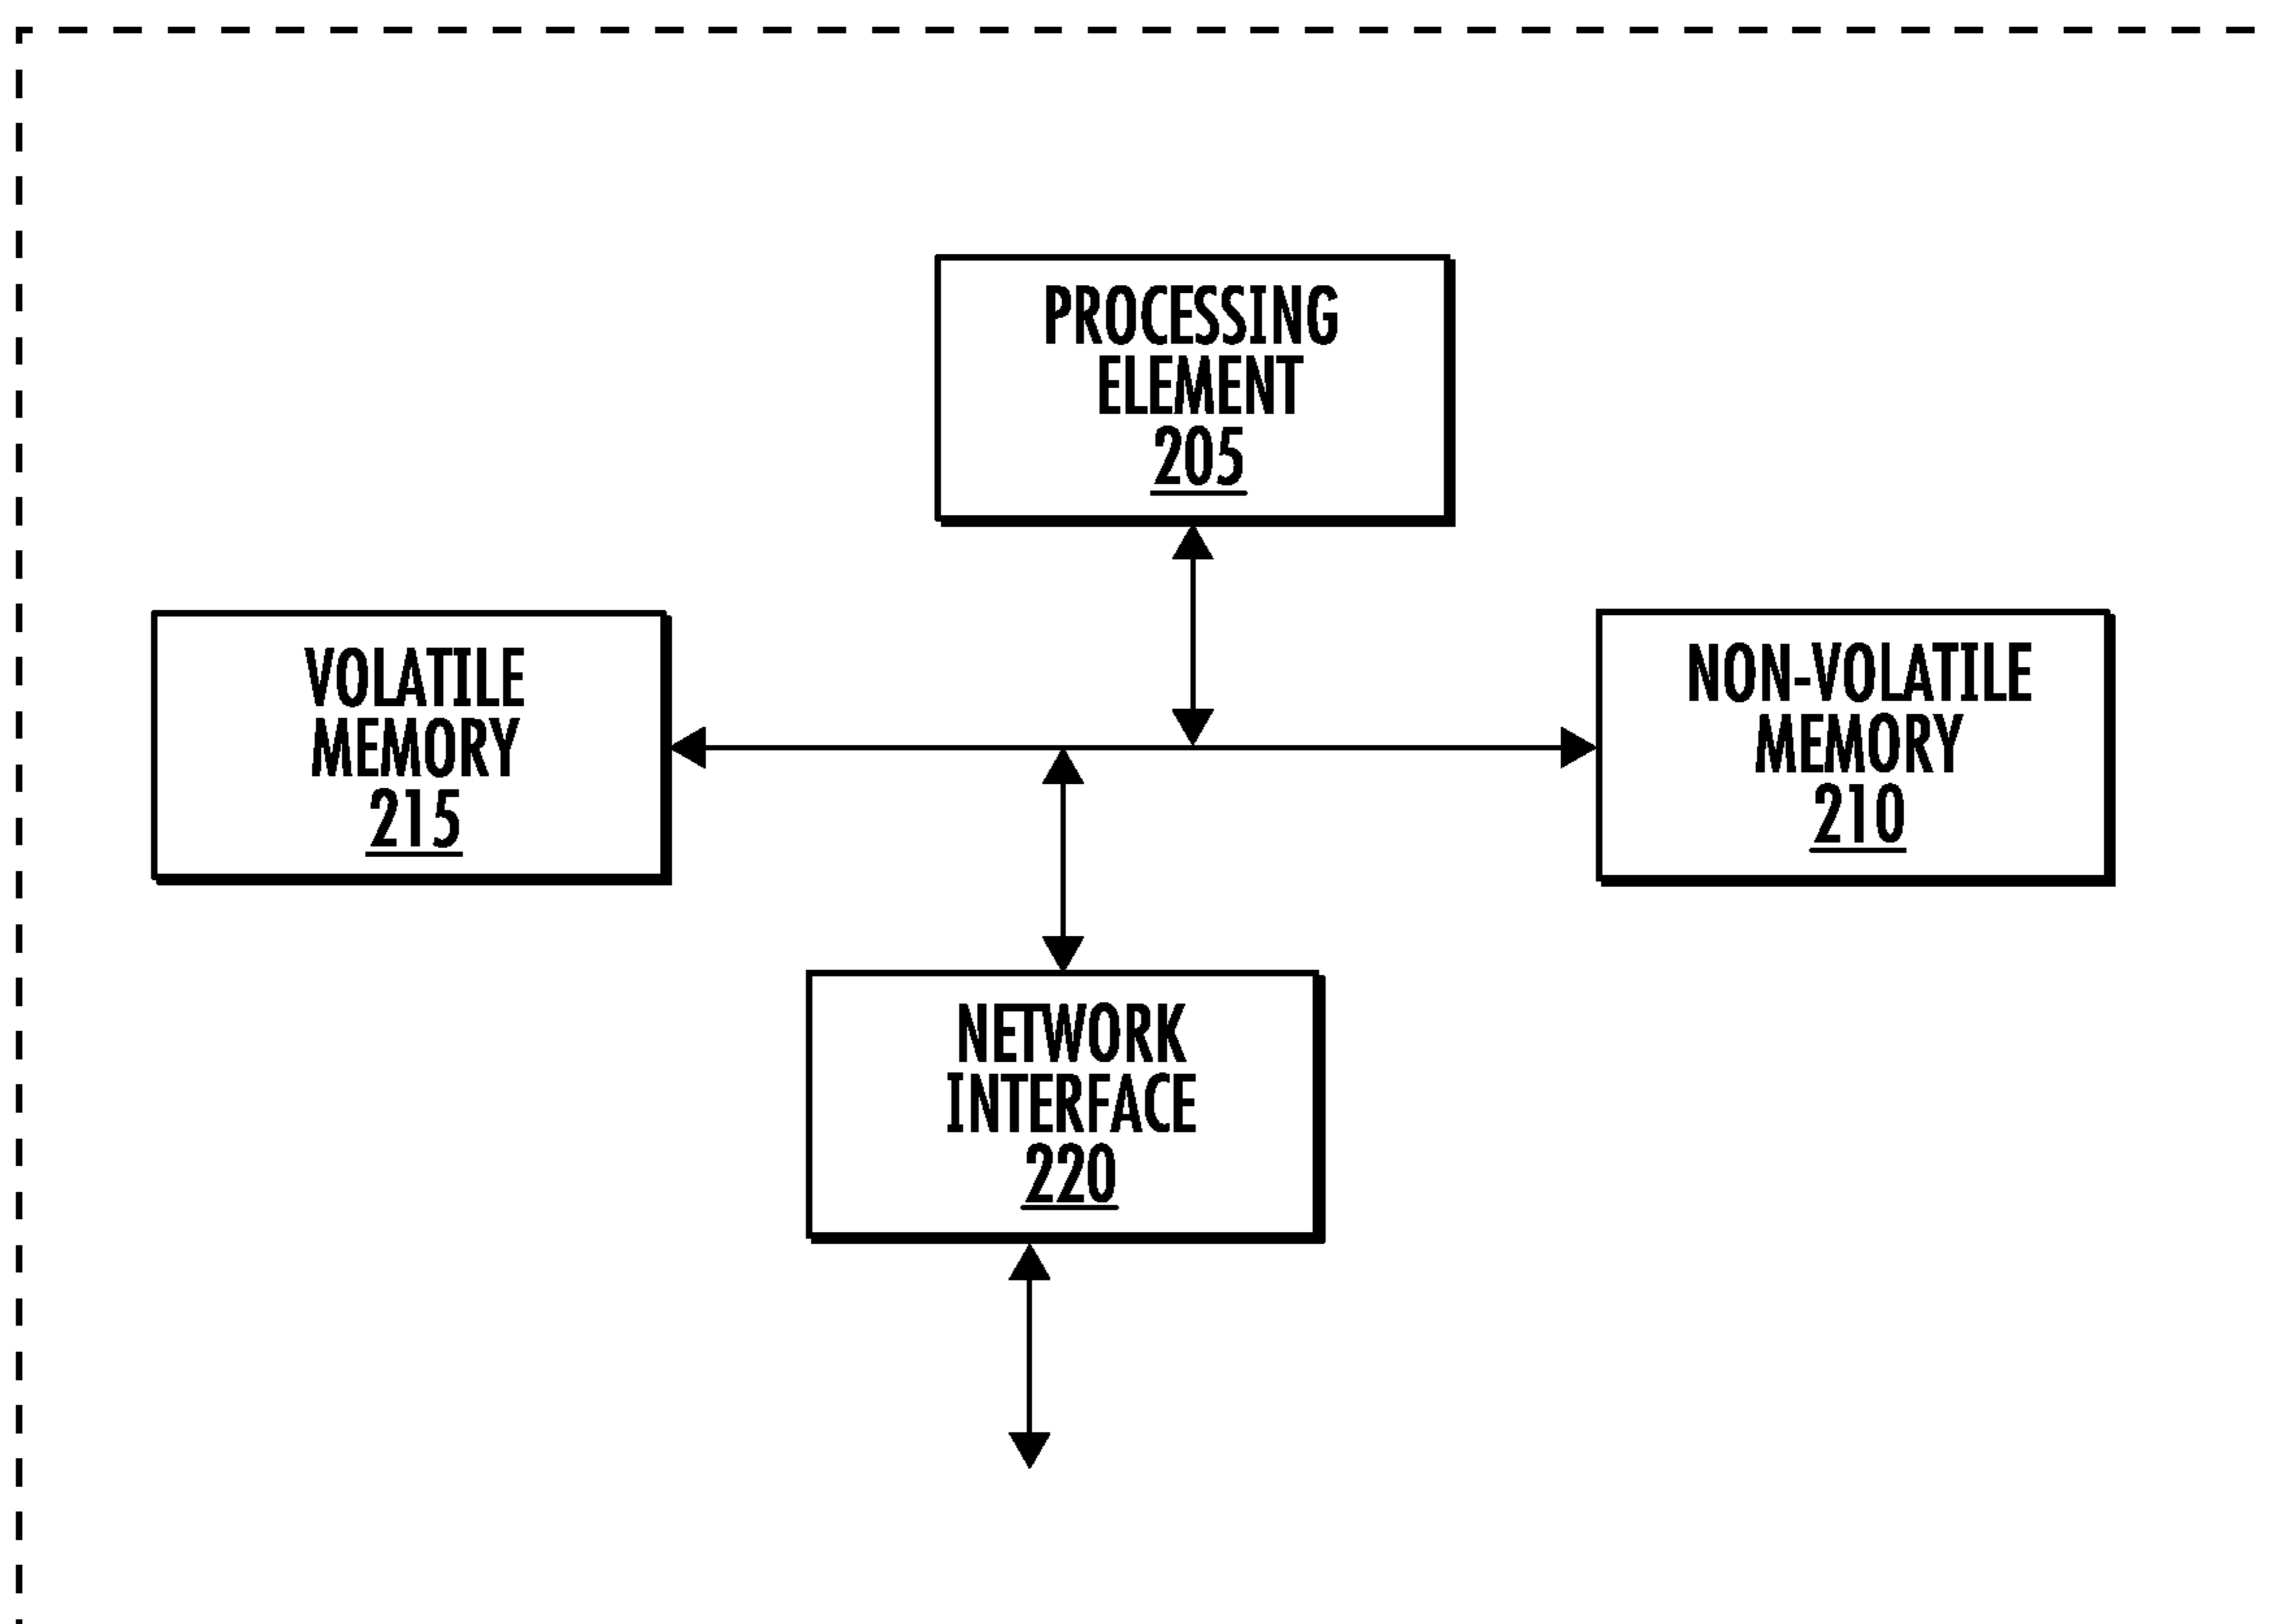 PROCESSING
ELEMENT
205
VOLATILE
MEMORY
215
NON-VOLATILE
MEMORY
210
NETWORK
INTERFACE
220